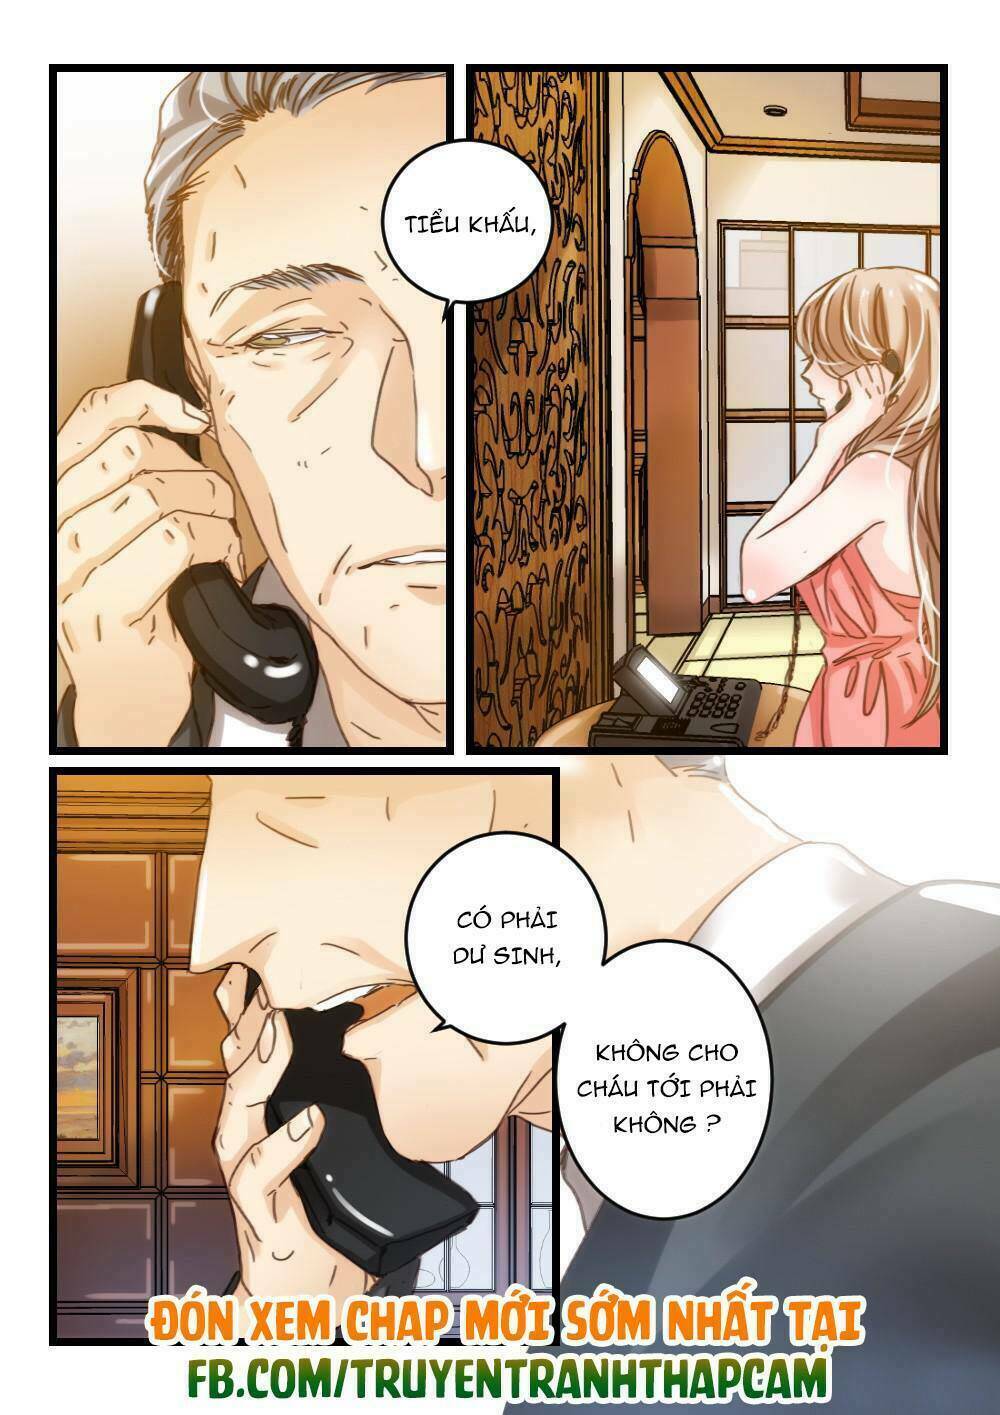 TIỂU KHẤU,
CÓ PHẢI
DƯ SINH,
KHÔNG CHO
CHÁU TỚI PHẢI
KHÔNG ?
ĐÓN XEM CHAP MỚI SỚM NHẤT TẠI
FB.COM/TRUYENTRANHTHAPCAM